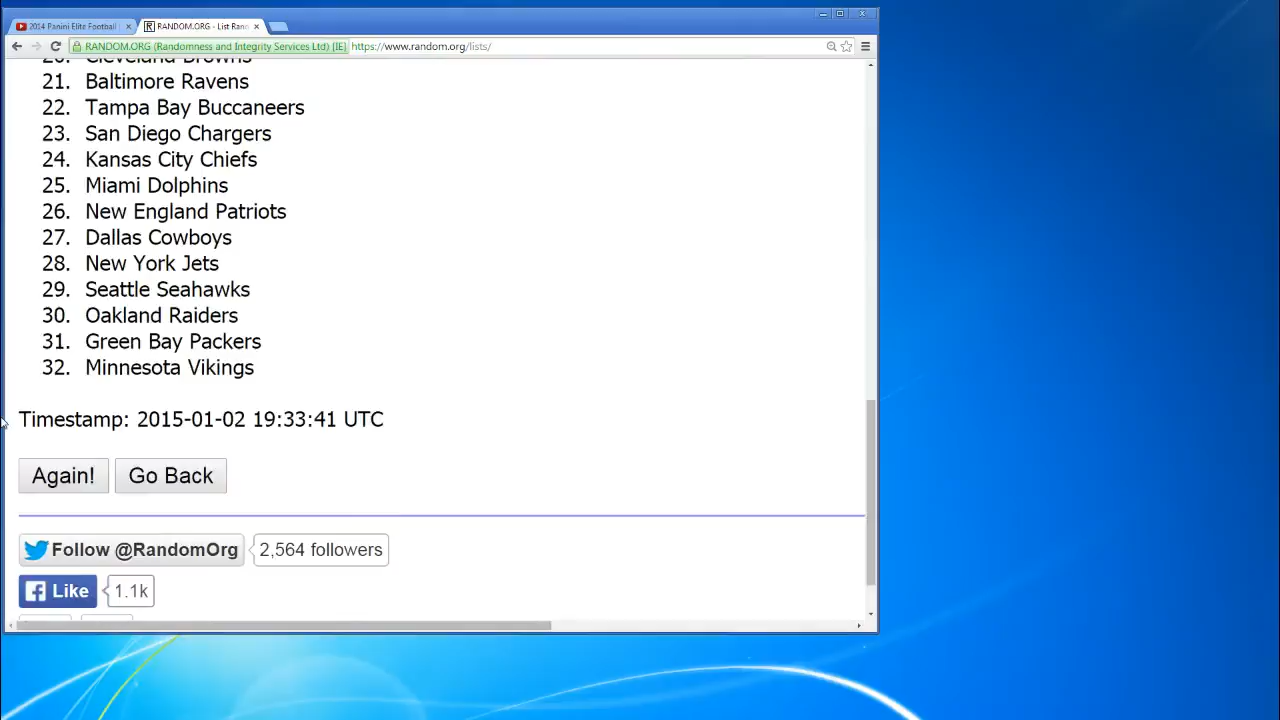 2014 Panini Elite Football
RANDOM.ORG - List Ran
RANDOM.ORG (Randomness and Integrity Services Ltd) [IE] https://www.random.org/lists/
20. Cleveland Browns
21. Baltimore Ravens
22. Tampa Bay Buccaneers
23. San Diego Chargers
24. Kansas City Chiefs
25. Miami Dolphins
26. New England Patriots
27. Dallas Cowboys
28. New York Jets
29. Seattle Seahawks
30. Oakland Raiders
31. Green Bay Packers
32. Minnesota Vikings
Timestamp: 2015-01-02 19:33:41 UTC
Again! Go Back
Follow @RandomOrg 2,564 followers
Like 1.1k